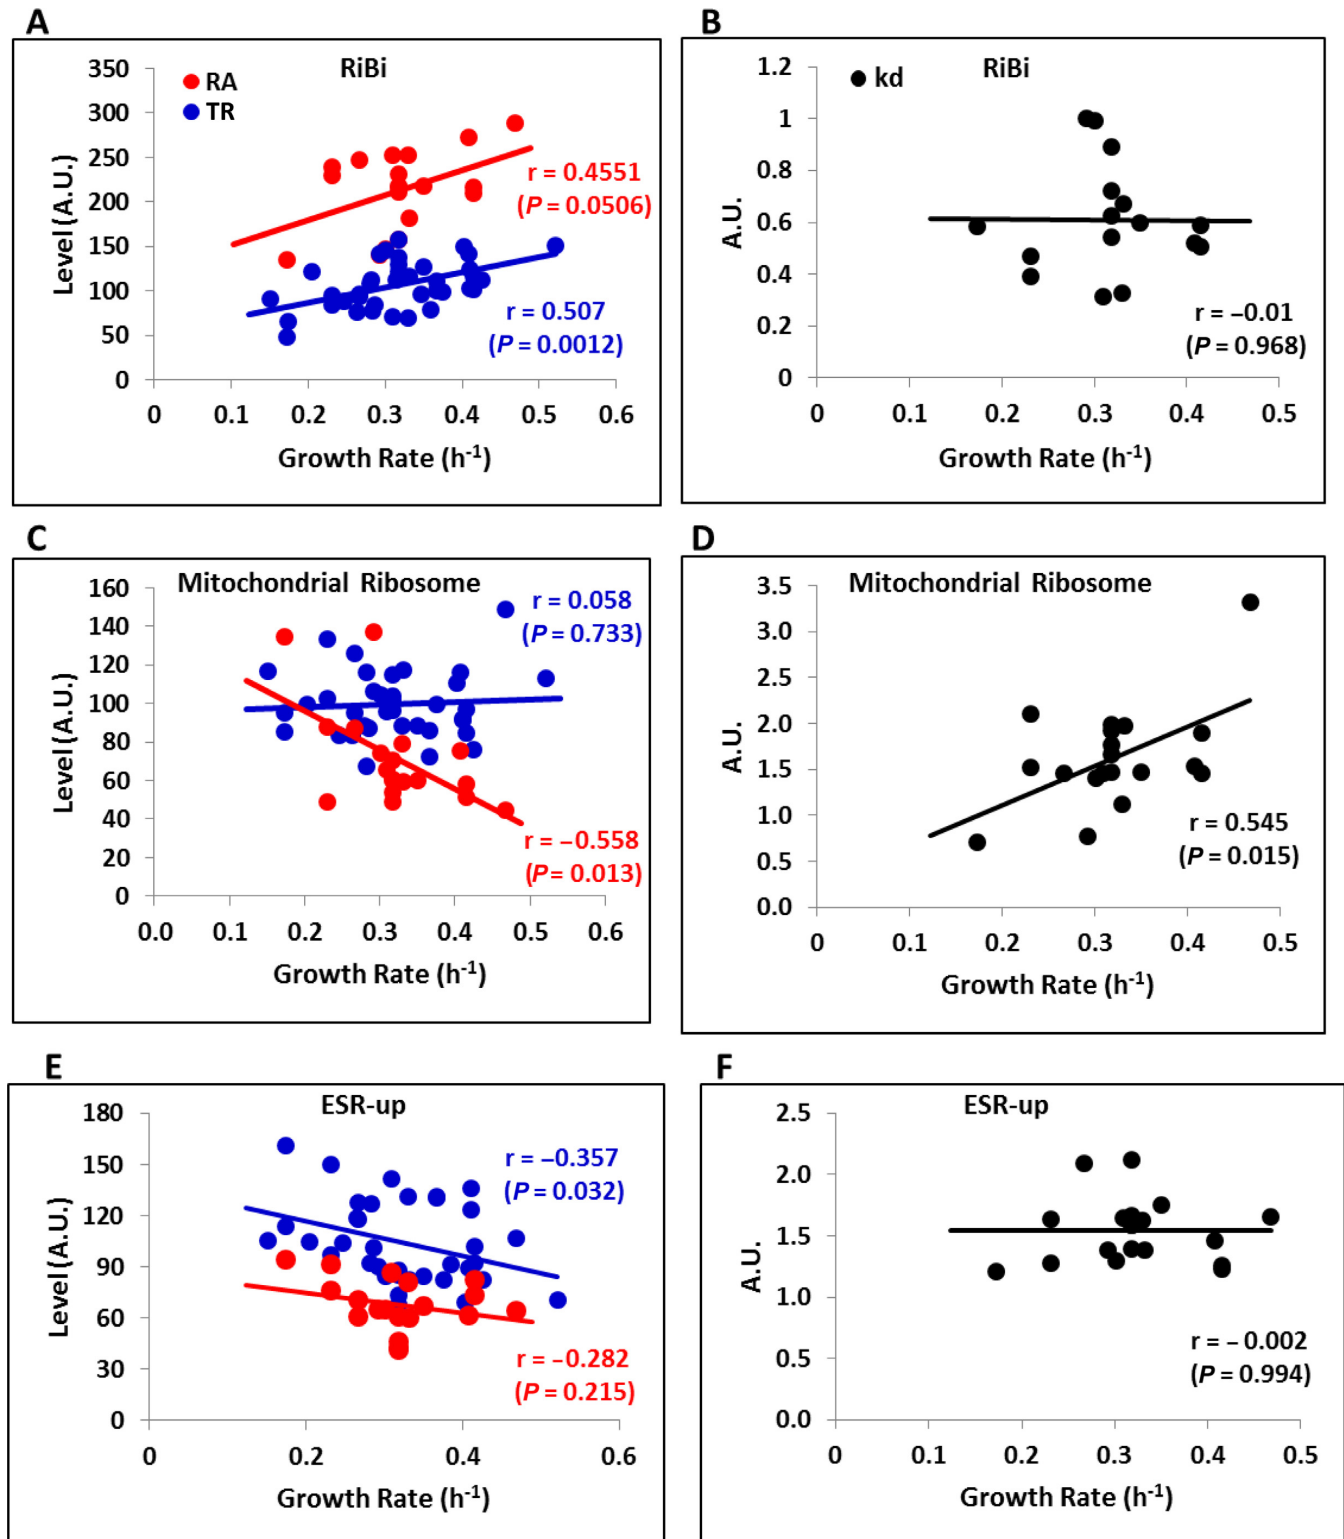 A
RiBi
RA
TR
350
300
250
200
150
100
50
0
Level (A.U.)
r = 0.4551
(P = 0.0506)
r = 0.507
(P = 0.0012)
0 0.1 0.2 0.3 0.4 0.5 0.6
Growth Rate (h-1)
B
RiBi
kd
1.2
1
0.8
0.6
0.4
0.2
0
A.U.
r = −0.01
(P = 0.968)
0 0.1 0.2 0.3 0.4 0.5
Growth Rate (h-1)
C
Mitochondrial Ribosome
160
140
120
100
80
60
40
20
0
Level (A.U.)
r = 0.058
(P = 0.733)
r = −0.558
(P = 0.013)
0.0 0.1 0.2 0.3 0.4 0.5 0.6
Growth Rate (h-1)
D
Mitochondrial Ribosome
3.5
3.0
2.5
2.0
1.5
1.0
0.5
0.0
A.U.
r = 0.545
(P = 0.015)
0 0.1 0.2 0.3 0.4 0.5
Growth Rate (h-1)
E
ESR-up
180
150
120
90
60
30
0
Level (A.U.)
r = −0.357
(P = 0.032)
r = −0.282
(P = 0.215)
0 0.2 0.4 0.6
Growth Rate (h-1)
F
ESR-up
2.5
2.0
1.5
1.0
0.5
0.0
A.U.
r = − 0.002
(P = 0.994)
0 0.1 0.2 0.3 0.4 0.5
Growth Rate (h-1)